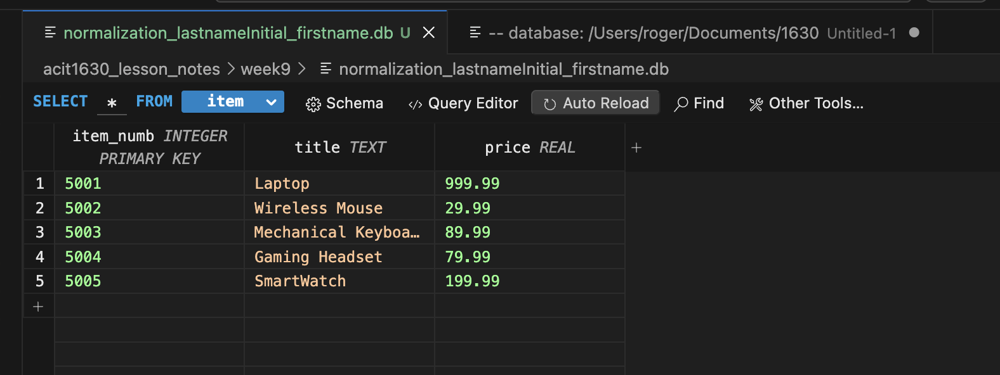 normalization_lastnameInitial_firstname.db U
-- database: /Users/roger/Documents/1630 Untitled-1
acit1630_lesson_notes > week9 > normalization_lastnameInitial_firstname.db
SELECT * FROM item Schema Query Editor Auto Reload Find Other Tools...
item_numb INTEGER PRIMARY KEY title TEXT price REAL +
1 5001 Laptop 999.99
2 5002 Wireless Mouse 29.99
3 5003 Mechanical Keyboa… 89.99
4 5004 Gaming Headset 79.99
5 5005 SmartWatch 199.99
+